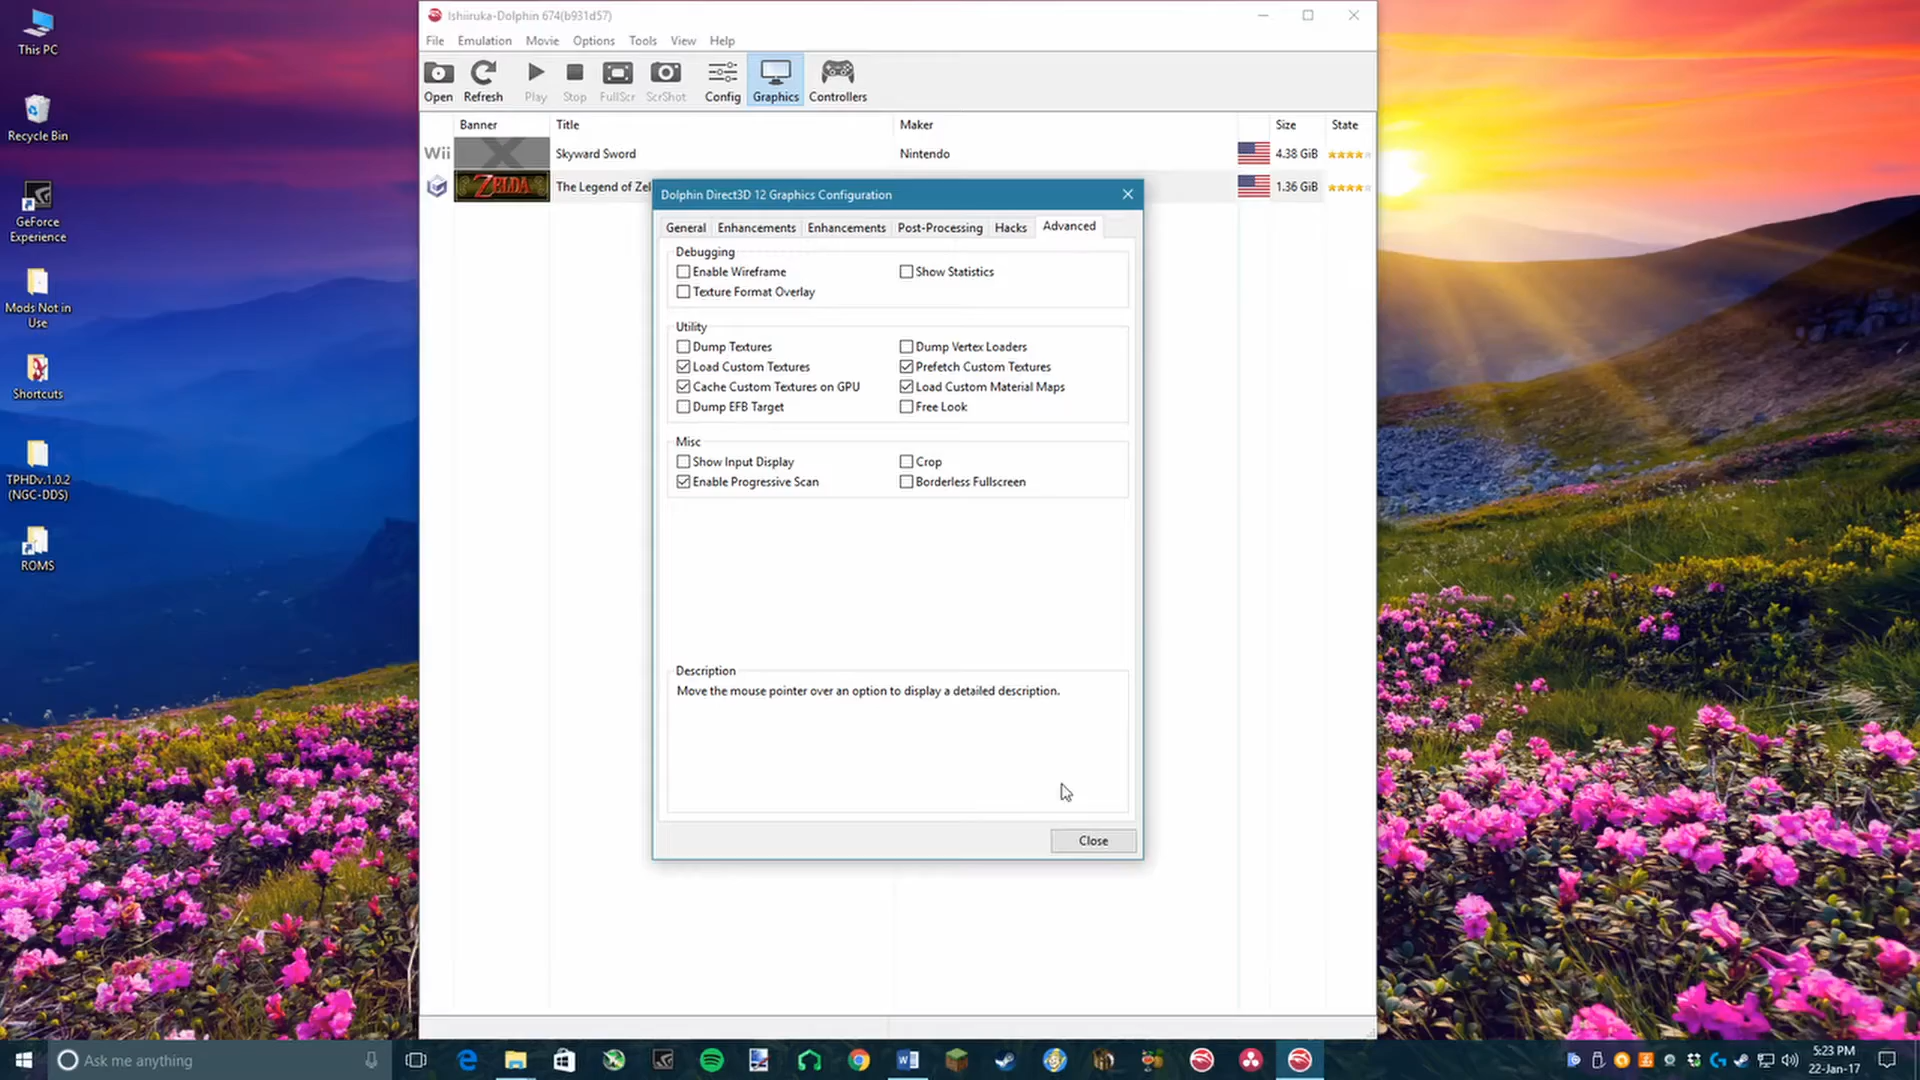 This PC
Recycle Bin
GeForce
Experience
Mods Not in
Use
Shortcuts
TPHDv.1.0.2
(NGC-DDS)
ROMS
Ishiiruka-Dolphin 674(b931d57)
File Emulation Movie Options Tools View Help
Open Refresh Play Stop FullScr ScrShot Config Graphics Controllers
Banner Title Maker Size State
Wii Skyward Sword Nintendo 4.38 GiB
ZELDA The Legend of Zel 1.36 GiB
Dolphin Direct3D 12 Graphics Configuration
General Enhancements Enhancements Post-Processing Hacks Advanced
Debugging
Enable Wireframe Show Statistics
Texture Format Overlay
Utility
Dump Textures Dump Vertex Loaders
Load Custom Textures Prefetch Custom Textures
Cache Custom Textures on GPU Load Custom Material Maps
Dump EFB Target Free Look
Misc
Show Input Display Crop
Enable Progressive Scan Borderless Fullscreen
Description
Move the mouse pointer over an option to display a detailed description.
Close
Ask me anything
5:23 PM
22-Jan-17